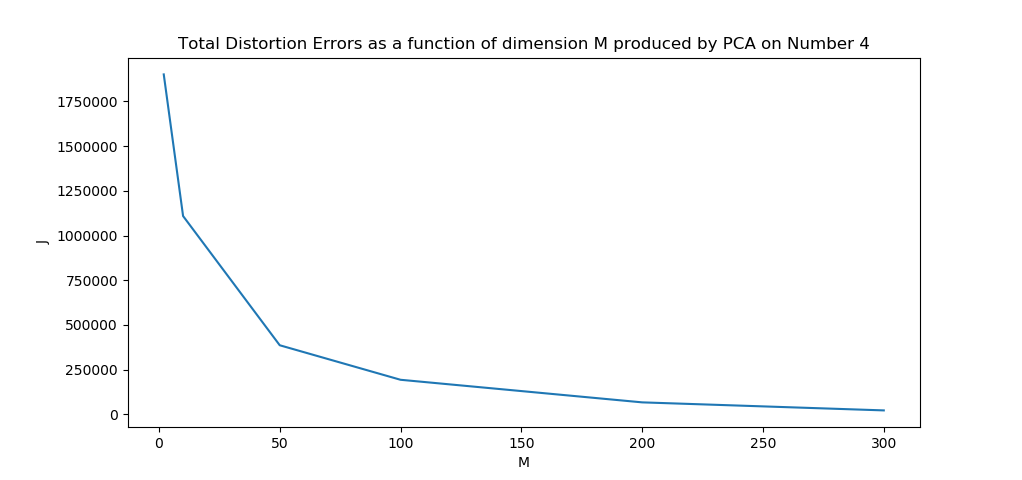 Total Distortion Errors as a function of dimension M produced by PCA on Number 4
1750000
1500000
1250000
1000000
750000
500000
250000
0
J
0 50 100 150 200 250 300
M